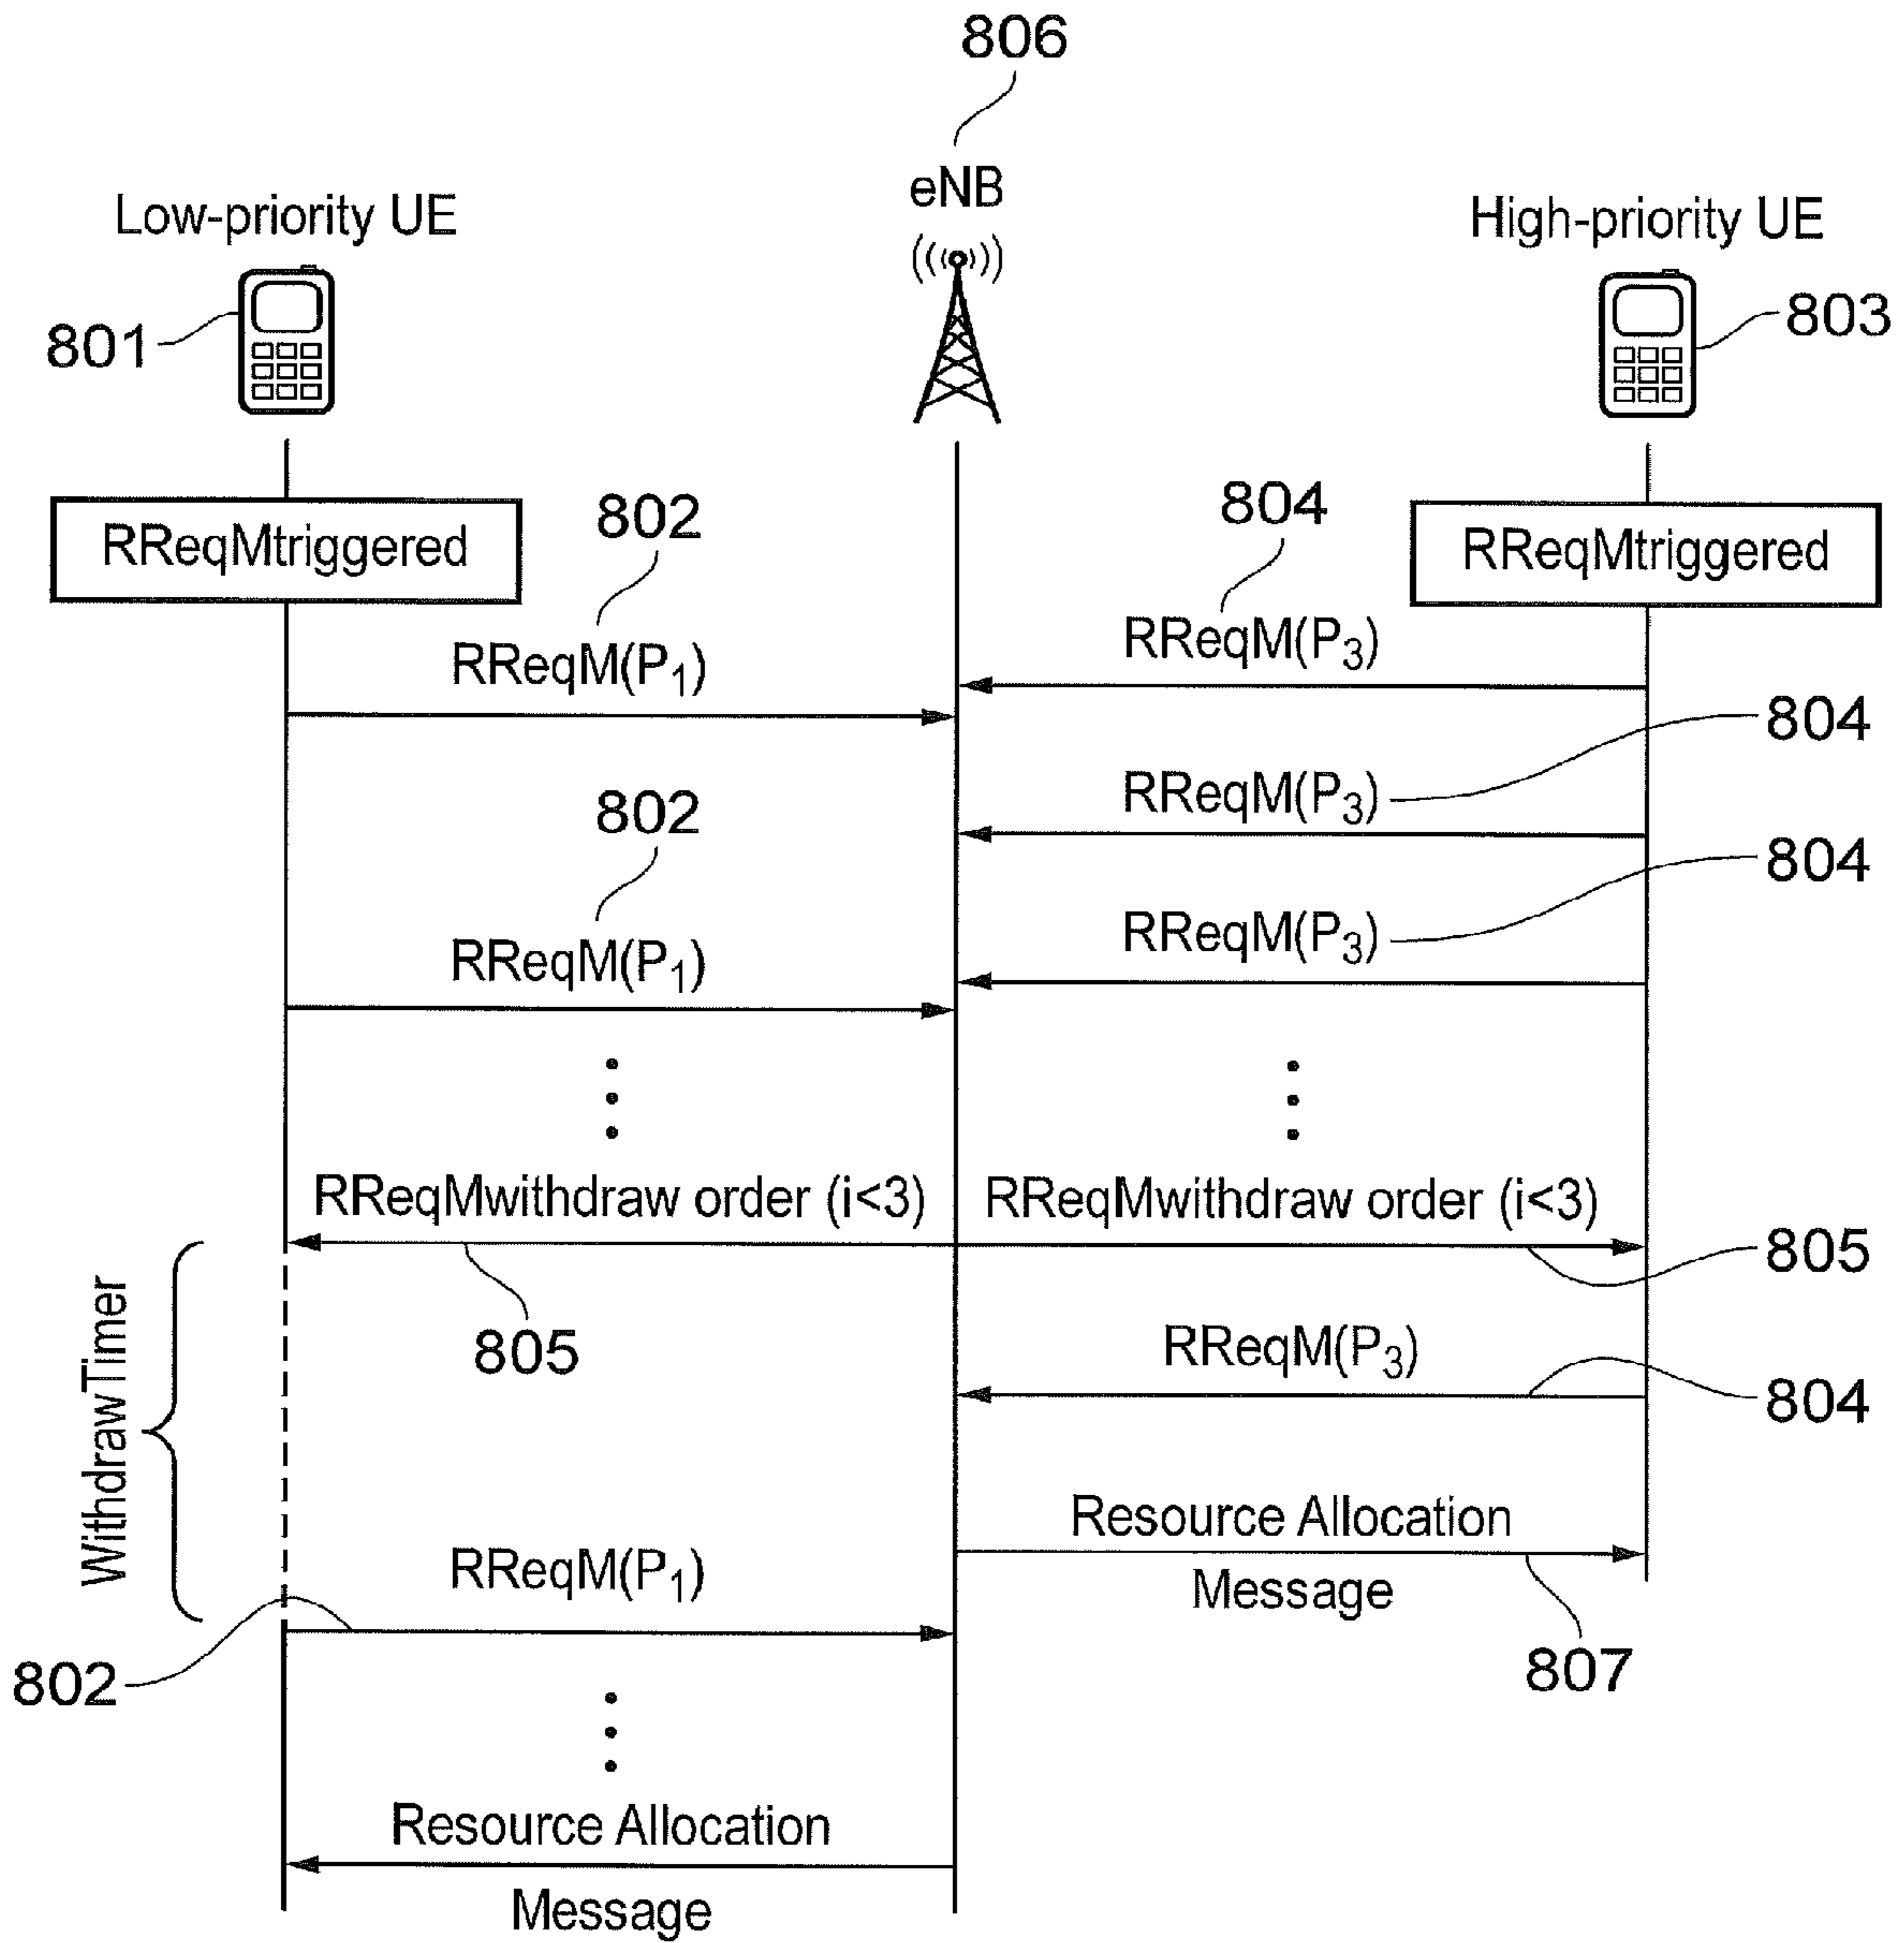 806
eNB
Low-priority UE
High-priority UE
801
803
RReqMtriggered
802
804
RReqMtriggered
RReqM(P₁)
RReqM(P₃)
804
RReqM(P₃)
802
804
RReqM(P₃)
RReqM(P₁)
RReqMwithdraw order (i<3)
RReqMwithdraw order (i<3)
805
805
WithdrawTimer
RReqM(P₃)
804
Resource Allocation
Message
RReqM(P₁)
807
802
Resource Allocation
Message